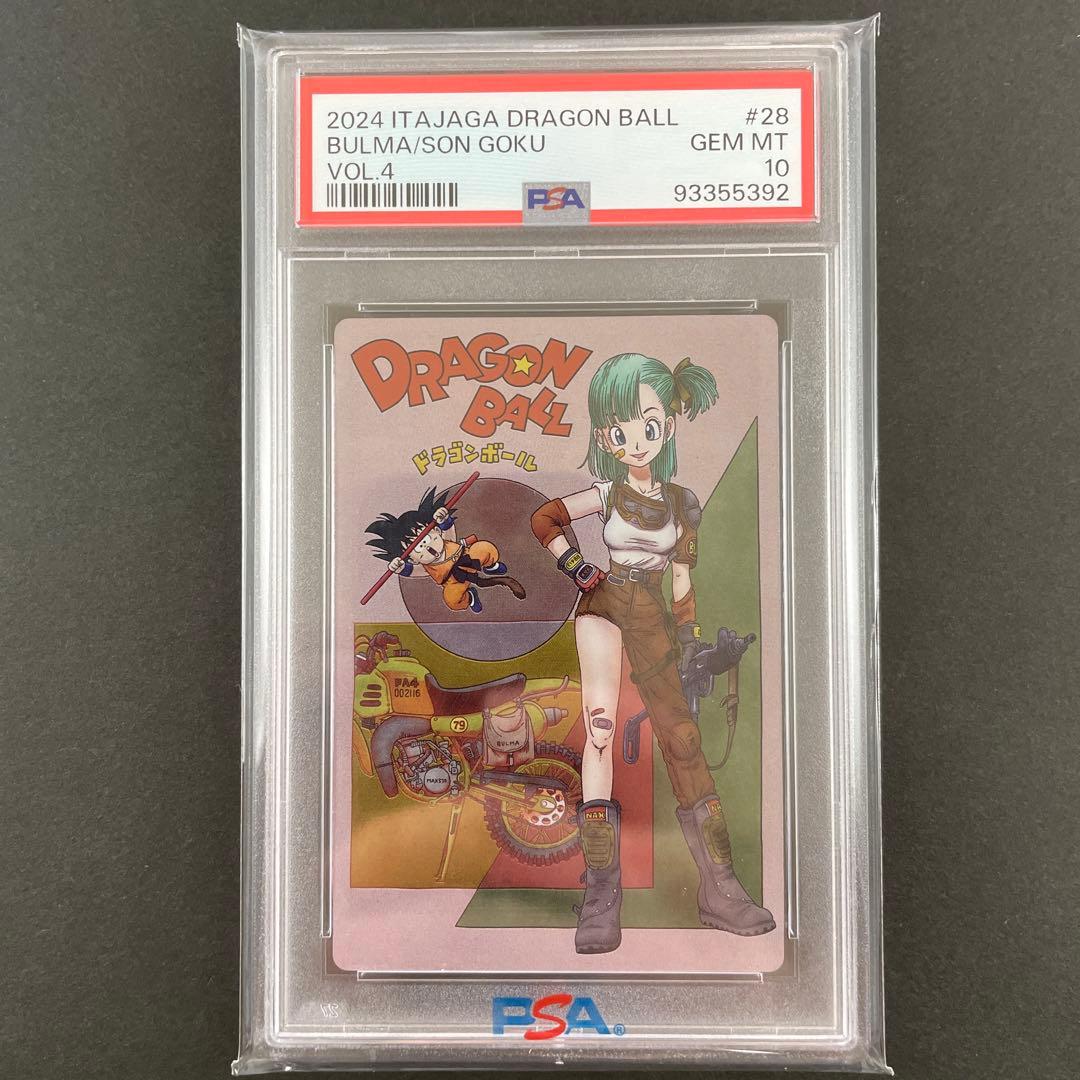 2024 ITAJAGA DRAGON BALL #28
BULMA/SON GOKU GEM MT
VOL.4 10
PSA 93355392
DRAGON
BALL
ドラゴンボール
PA4
002116
79
BULMA
NAX
PSA®